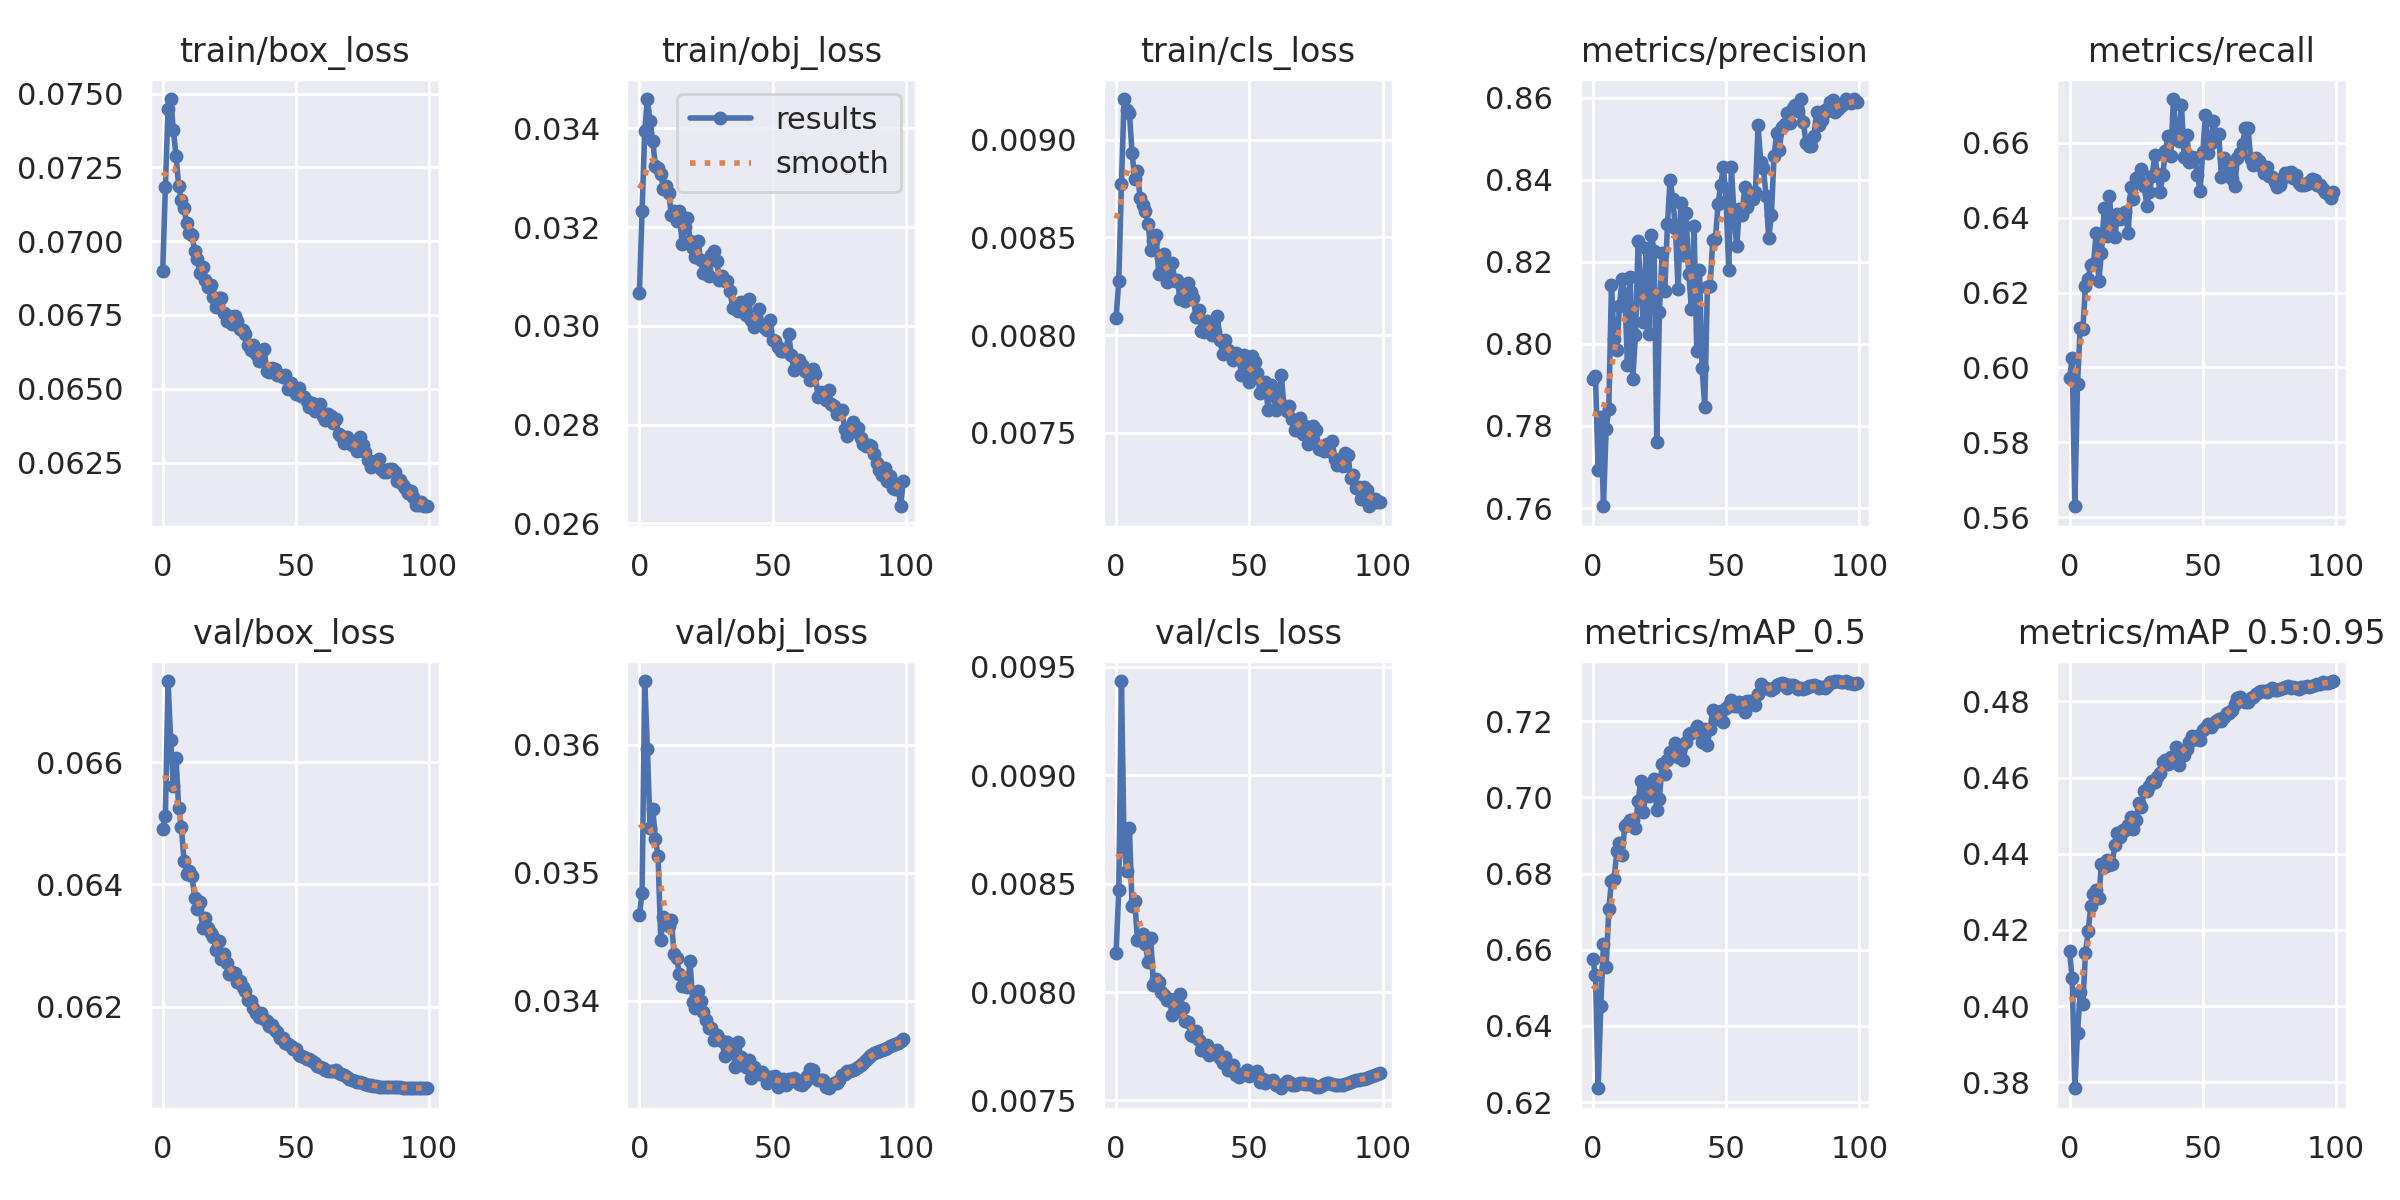 train/box_loss
0.0750
0.0725
0.0700
0.0675
0.0650
0.0625
0 50 100
train/obj_loss
results
smooth
0.034
0.032
0.030
0.028
0.026
0 50 100
train/cls_loss
0.0090
0.0085
0.0080
0.0075
0 50 100
metrics/precision
0.86
0.84
0.82
0.80
0.78
0.76
0 50 100
metrics/recall
0.66
0.64
0.62
0.60
0.58
0.56
0 50 100
val/box_loss
0.066
0.064
0.062
0 50 100
val/obj_loss
0.036
0.035
0.034
0 50 100
val/cls_loss
0.0095
0.0090
0.0085
0.0080
0.0075
0 50 100
metrics/mAP_0.5
0.72
0.70
0.68
0.66
0.64
0.62
0 50 100
metrics/mAP_0.5:0.95
0.48
0.46
0.44
0.42
0.40
0.38
0 50 100